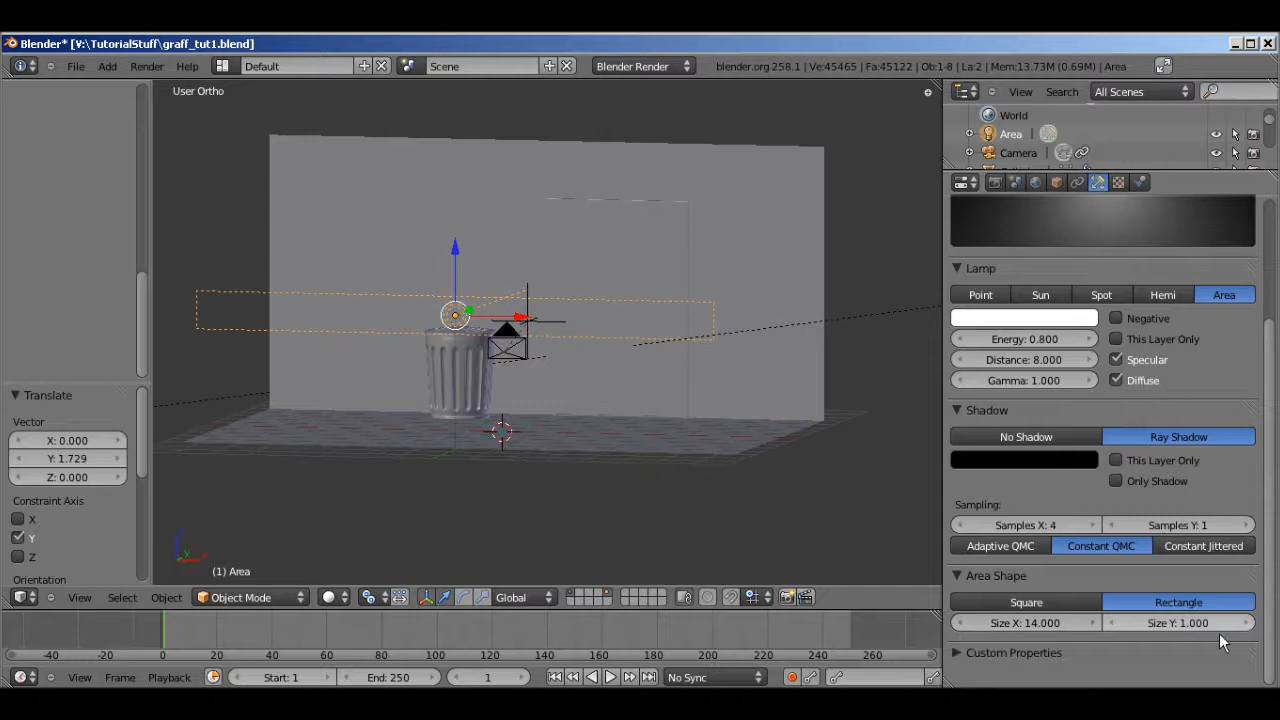 Blender* [V:\TutorialStuff\graff_tut1.blend]
File Add Render Help Default Scene Blender Render blender.org 258.1 | Ve:45465 | Fa:45122 | Ob:1-8 | La:2 | Mem:13.73M (0.69M) | Area
User Ortho
View Search All Scenes
World
Area
Camera
Lamp
Point Sun Spot Hemi Area
Negative
Energy: 0.800 This Layer Only
Distance: 8.000 Specular
Gamma: 1.000 Diffuse
Shadow
No Shadow Ray Shadow
This Layer Only
Only Shadow
Sampling:
Samples X: 4 Samples Y: 1
Adaptive QMC Constant QMC Constant Jittered
Area Shape
Square Rectangle
Size X: 14.000 Size Y: 1.000
Custom Properties
Translate
Vector
X: 0.000
Y: 1.729
Z: 0.000
Constraint Axis
X
Y
Z
Orientation
z
y
x
(1) Area
View Select Object Object Mode Global
-40 -20 0 20 40 60 80 100 120 140 160 180 200 220 240 260
View Frame Playback Start: 1 End: 250 1 No Sync